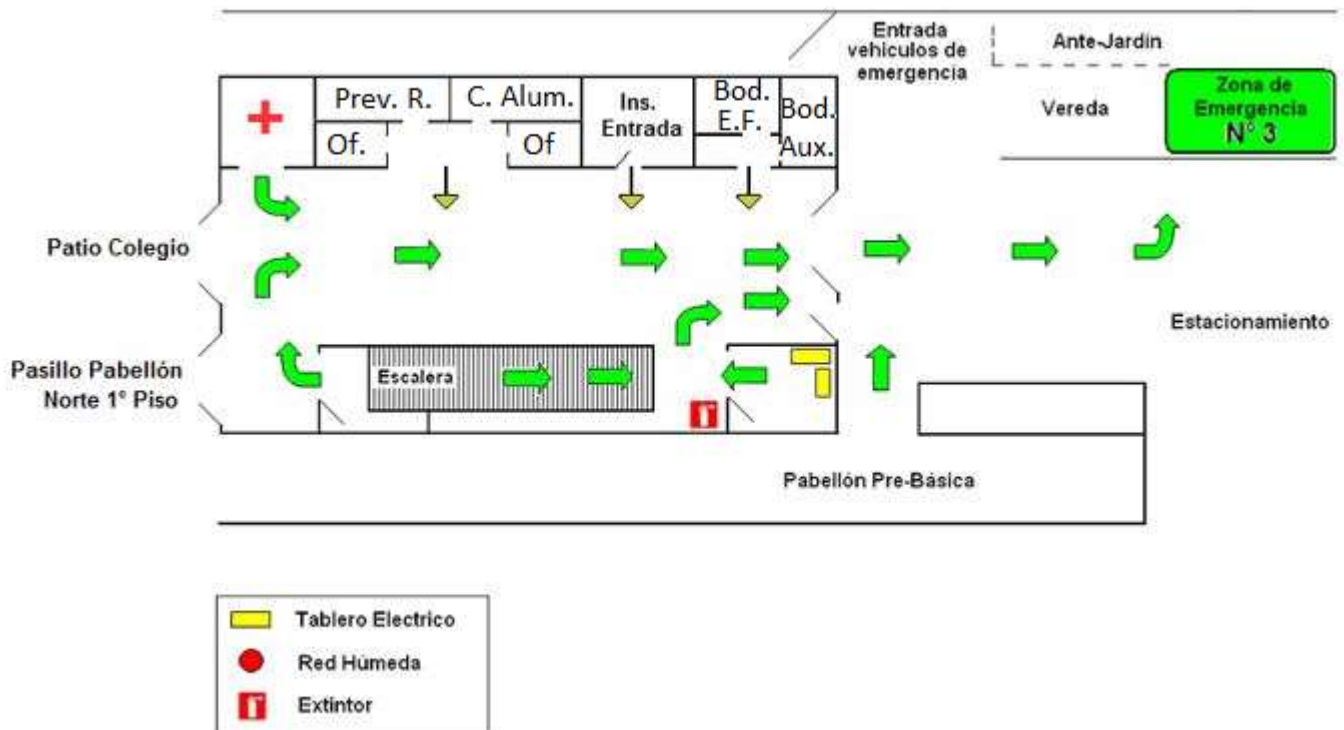 Entrada
vehiculos de
emergencia
Ante-Jardín
Vereda
Zona de
Emergencia
N° 3
Prev. R.
C. Alum.
Ins.
Entrada
Bod.
E.F.
Bod.
Aux.
Of.
Of
Patio Colegio
Estacionamiento
Pasillo Pabellón
Norte 1° Piso
Escalera
Pabellón Pre-Básica
Tablero Electrico
Red Húmeda
Extintor